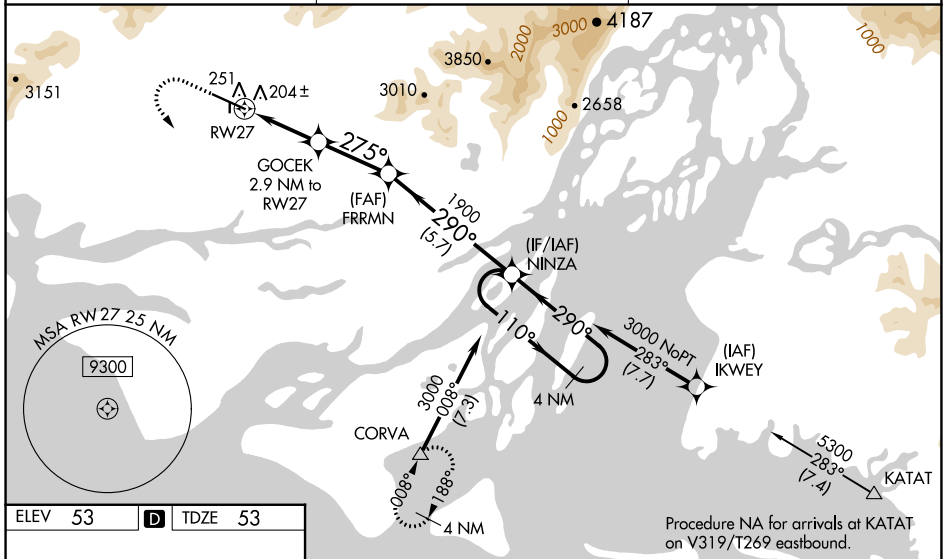 3151
251
204±
RW27
3850
3010
2000
3000
4187
2658
1000
1000
GOCEK
2.9 NM to
RW27
275°
(FAF)
FRRMN
1900
290°
(5.7)
(IF/IAF)
NINZA
110°
290°
4 NM
3000 NoPT
283°
(7.7)
(IAF)
IKWEY
MSA RW27 25 NM
9300
3000
008°
(7.3)
CORVA
008°
188°
4 NM
5300
283°
(7.4)
KATAT
ELEV 53 D TDZE 53
Procedure NA for arrivals at KATAT
on V319/T269 eastbound.